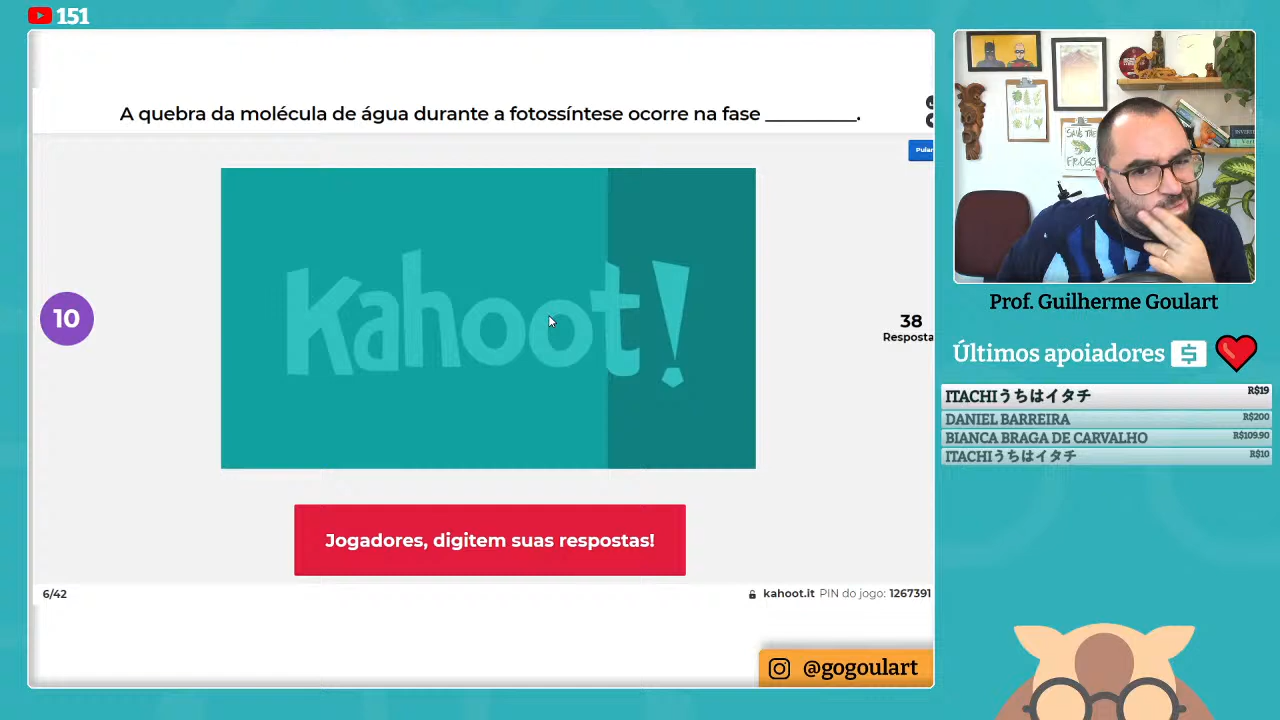 151
A quebra da molécula de água durante a fotossíntese ocorre na fase __________.
Pular
Kahoot!
10
38
Resposta
Jogadores, digitem suas respostas!
6/42
kahoot.it PIN do jogo: 1267391
@gogoulart
SAVE THE
FROGS
Prof. Guilherme Goulart
Últimos apoiadores
ITACHIうちはイタチ R$19
DANIEL BARREIRA R$200
BIANCA BRAGA DE CARVALHO R$109.90
ITACHIうちはイタチ R$10